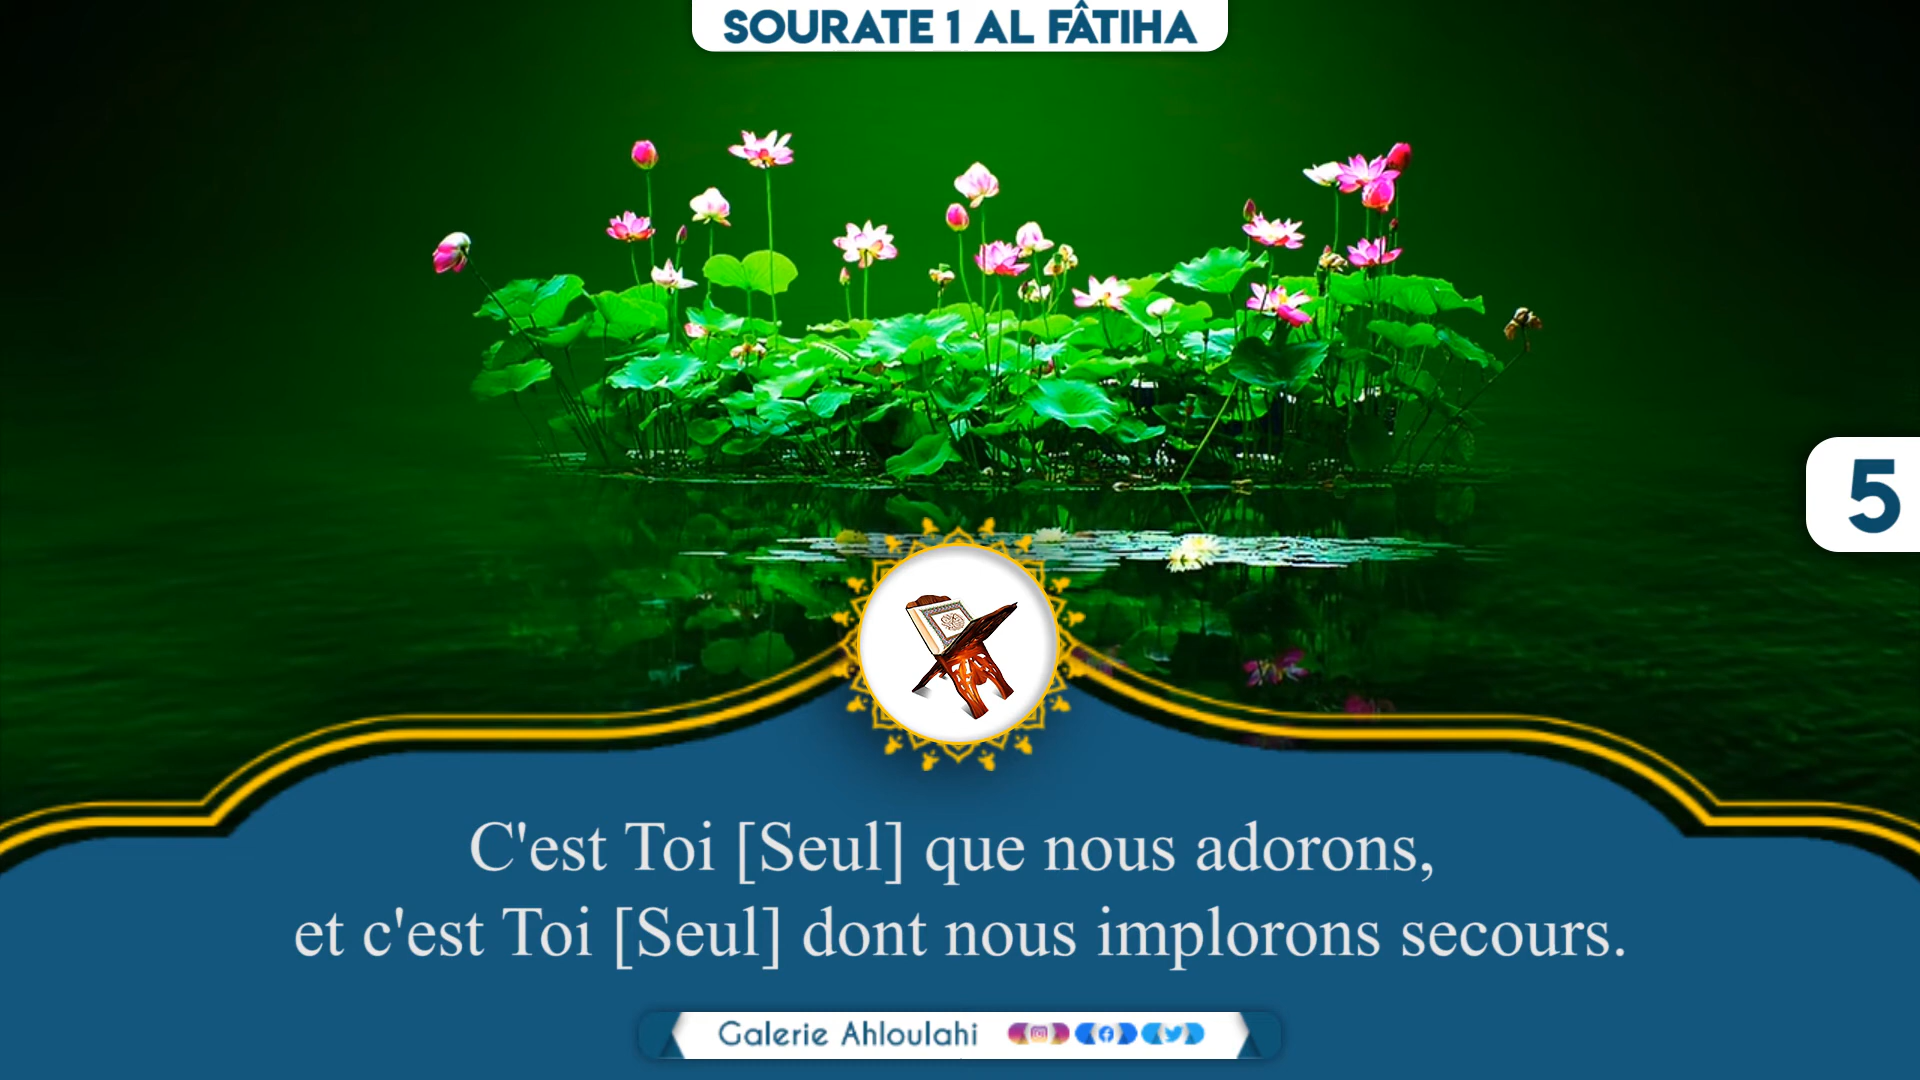 SOURATE 1 AL FÂTIHA
5
C'est Toi [Seul] que nous adorons,
et c'est Toi [Seul] dont nous implorons secours.
Galerie Ahloulahi